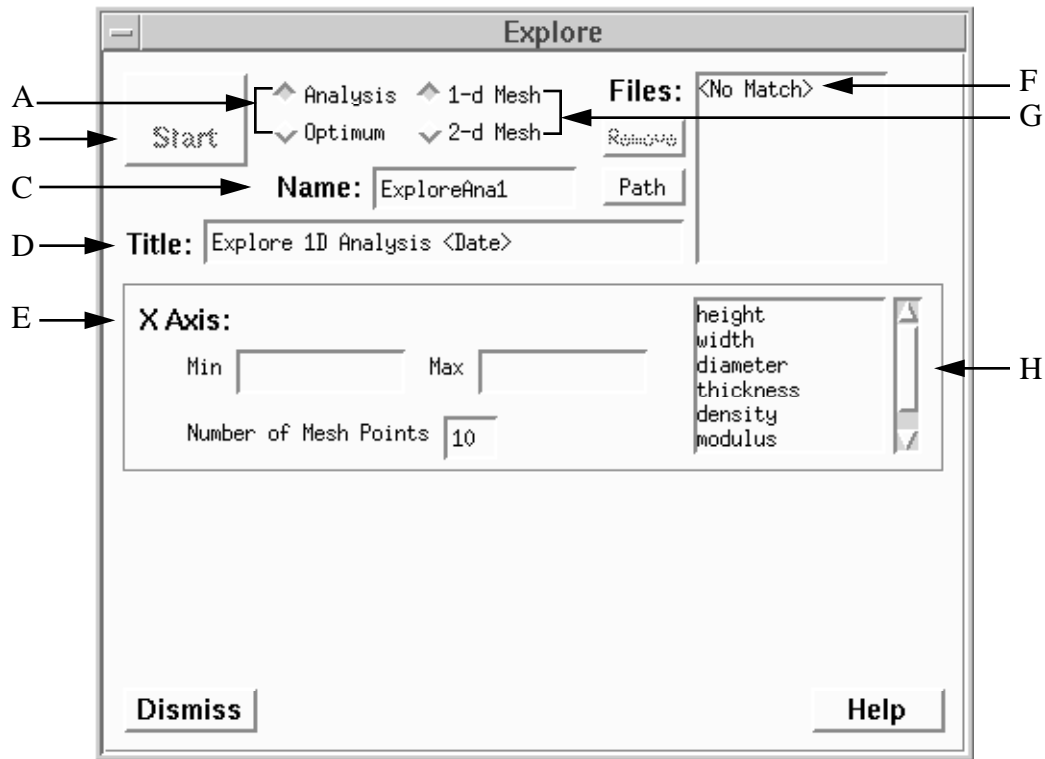 Explore
A
B
C
D
E
F
G
H
Start
Analysis
Optimum
1-d Mesh
2-d Mesh
Files:
<No Match>
Remove
Path
Name: ExploreAna1
Title: Explore 1D Analysis <Date>
X Axis:
Min
Max
Number of Mesh Points 10
height
width
diameter
thickness
density
modulus
Dismiss
Help